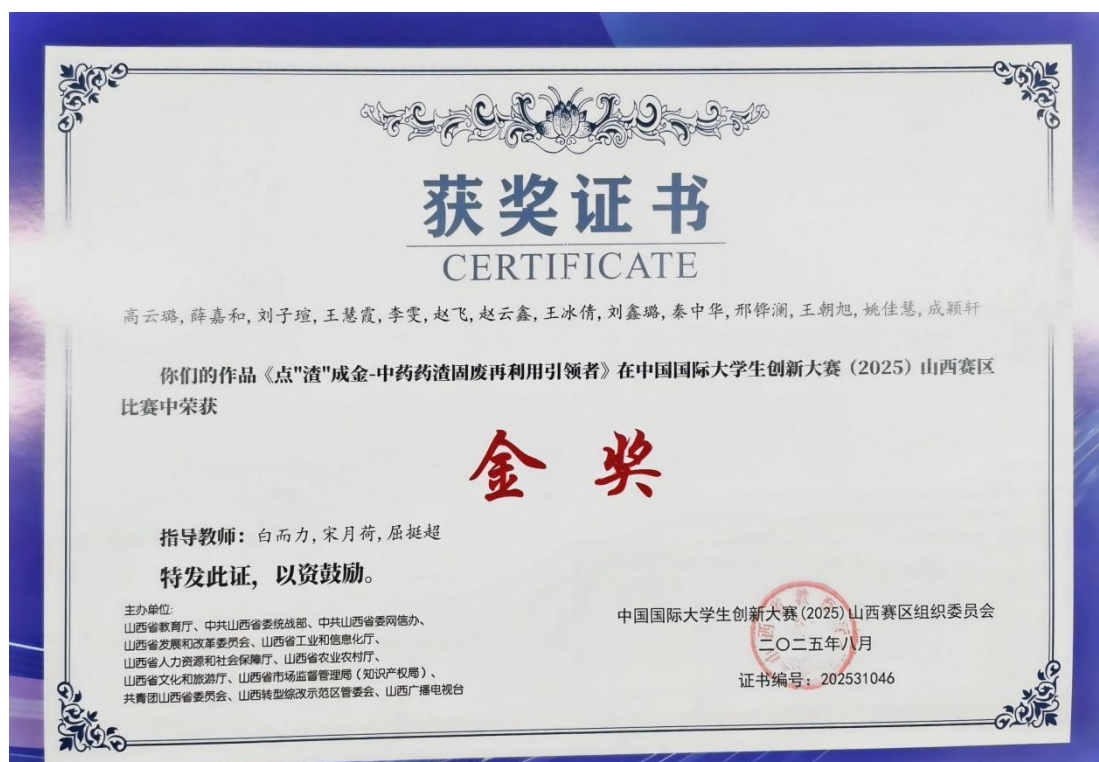 获奖证书
CERTIFICATE
高云璐,薛嘉和,刘子瑄,王慧霞,李雯,赵飞,赵云鑫,王冰倩,刘鑫璐,秦中华,邢铧澜,王朝旭,姚佳慧,成颖轩
你们的作品《点"渣"成金-中药药渣固废再利用引领者》在中国国际大学生创新大赛（2025）山西赛区
比赛中荣获
金奖
指导教师：白而力,宋月荷,屈挺超
特发此证，以资鼓励。
主办单位:
山西省教育厅、中共山西省委统战部、中共山西省委网信办、
山西省发展和改革委员会、山西省工业和信息化厅、
山西省人力资源和社会保障厅、山西省农业农村厅、
山西省文化和旅游厅、山西省市场监督管理局（知识产权局）、
共青团山西省委员会、山西转型综改示范区管委会、山西广播电视台
中国国际大学生创新大赛(2025)山西赛区组织委员会
二〇二五年八月
证书编号：202531046